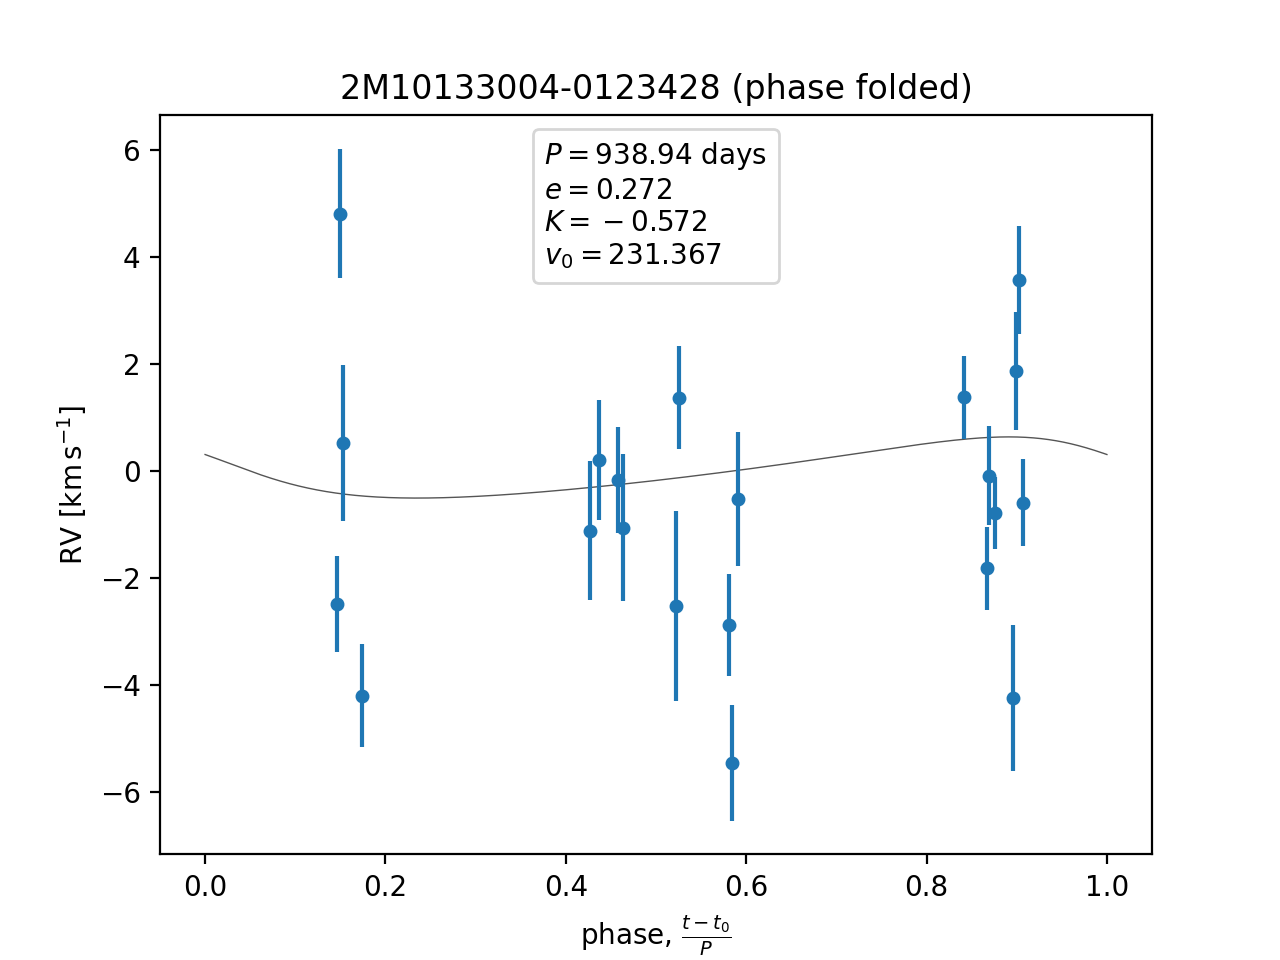 2M10133004-0123428 (phase folded)
P = 938.94 days
e = 0.272
K = −0.572
v₀ = 231.367
RV [km s⁻¹]
6
4
2
0
−2
−4
−6
0.0 0.2 0.4 0.6 0.8 1.0
phase, (t − t₀)/P